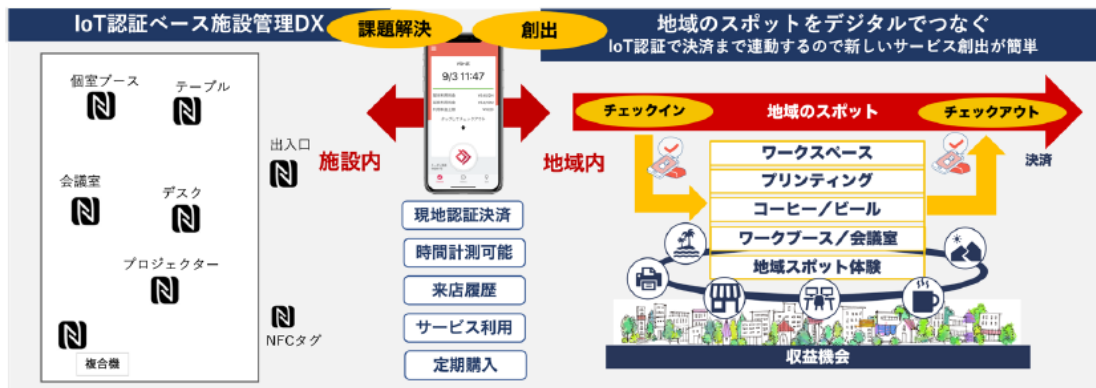 IoT認証ベース施設管理DX
課題解決
創出
地域のスポットをデジタルでつなぐ
IoT認証で決済まで連動するので新しいサービス創出が簡単
個室ブース
テーブル
出入口
会議室
デスク
プロジェクター
複合機
NFCタグ
施設内
9/3 11:47
地域内
現地認証決済
時間計測可能
来店履歴
サービス利用
定期購入
チェックイン
地域のスポット
チェックアウト
決済
ワークスペース
プリンティング
コーヒー/ビール
ワークブース/会議室
地域スポット体験
収益機会